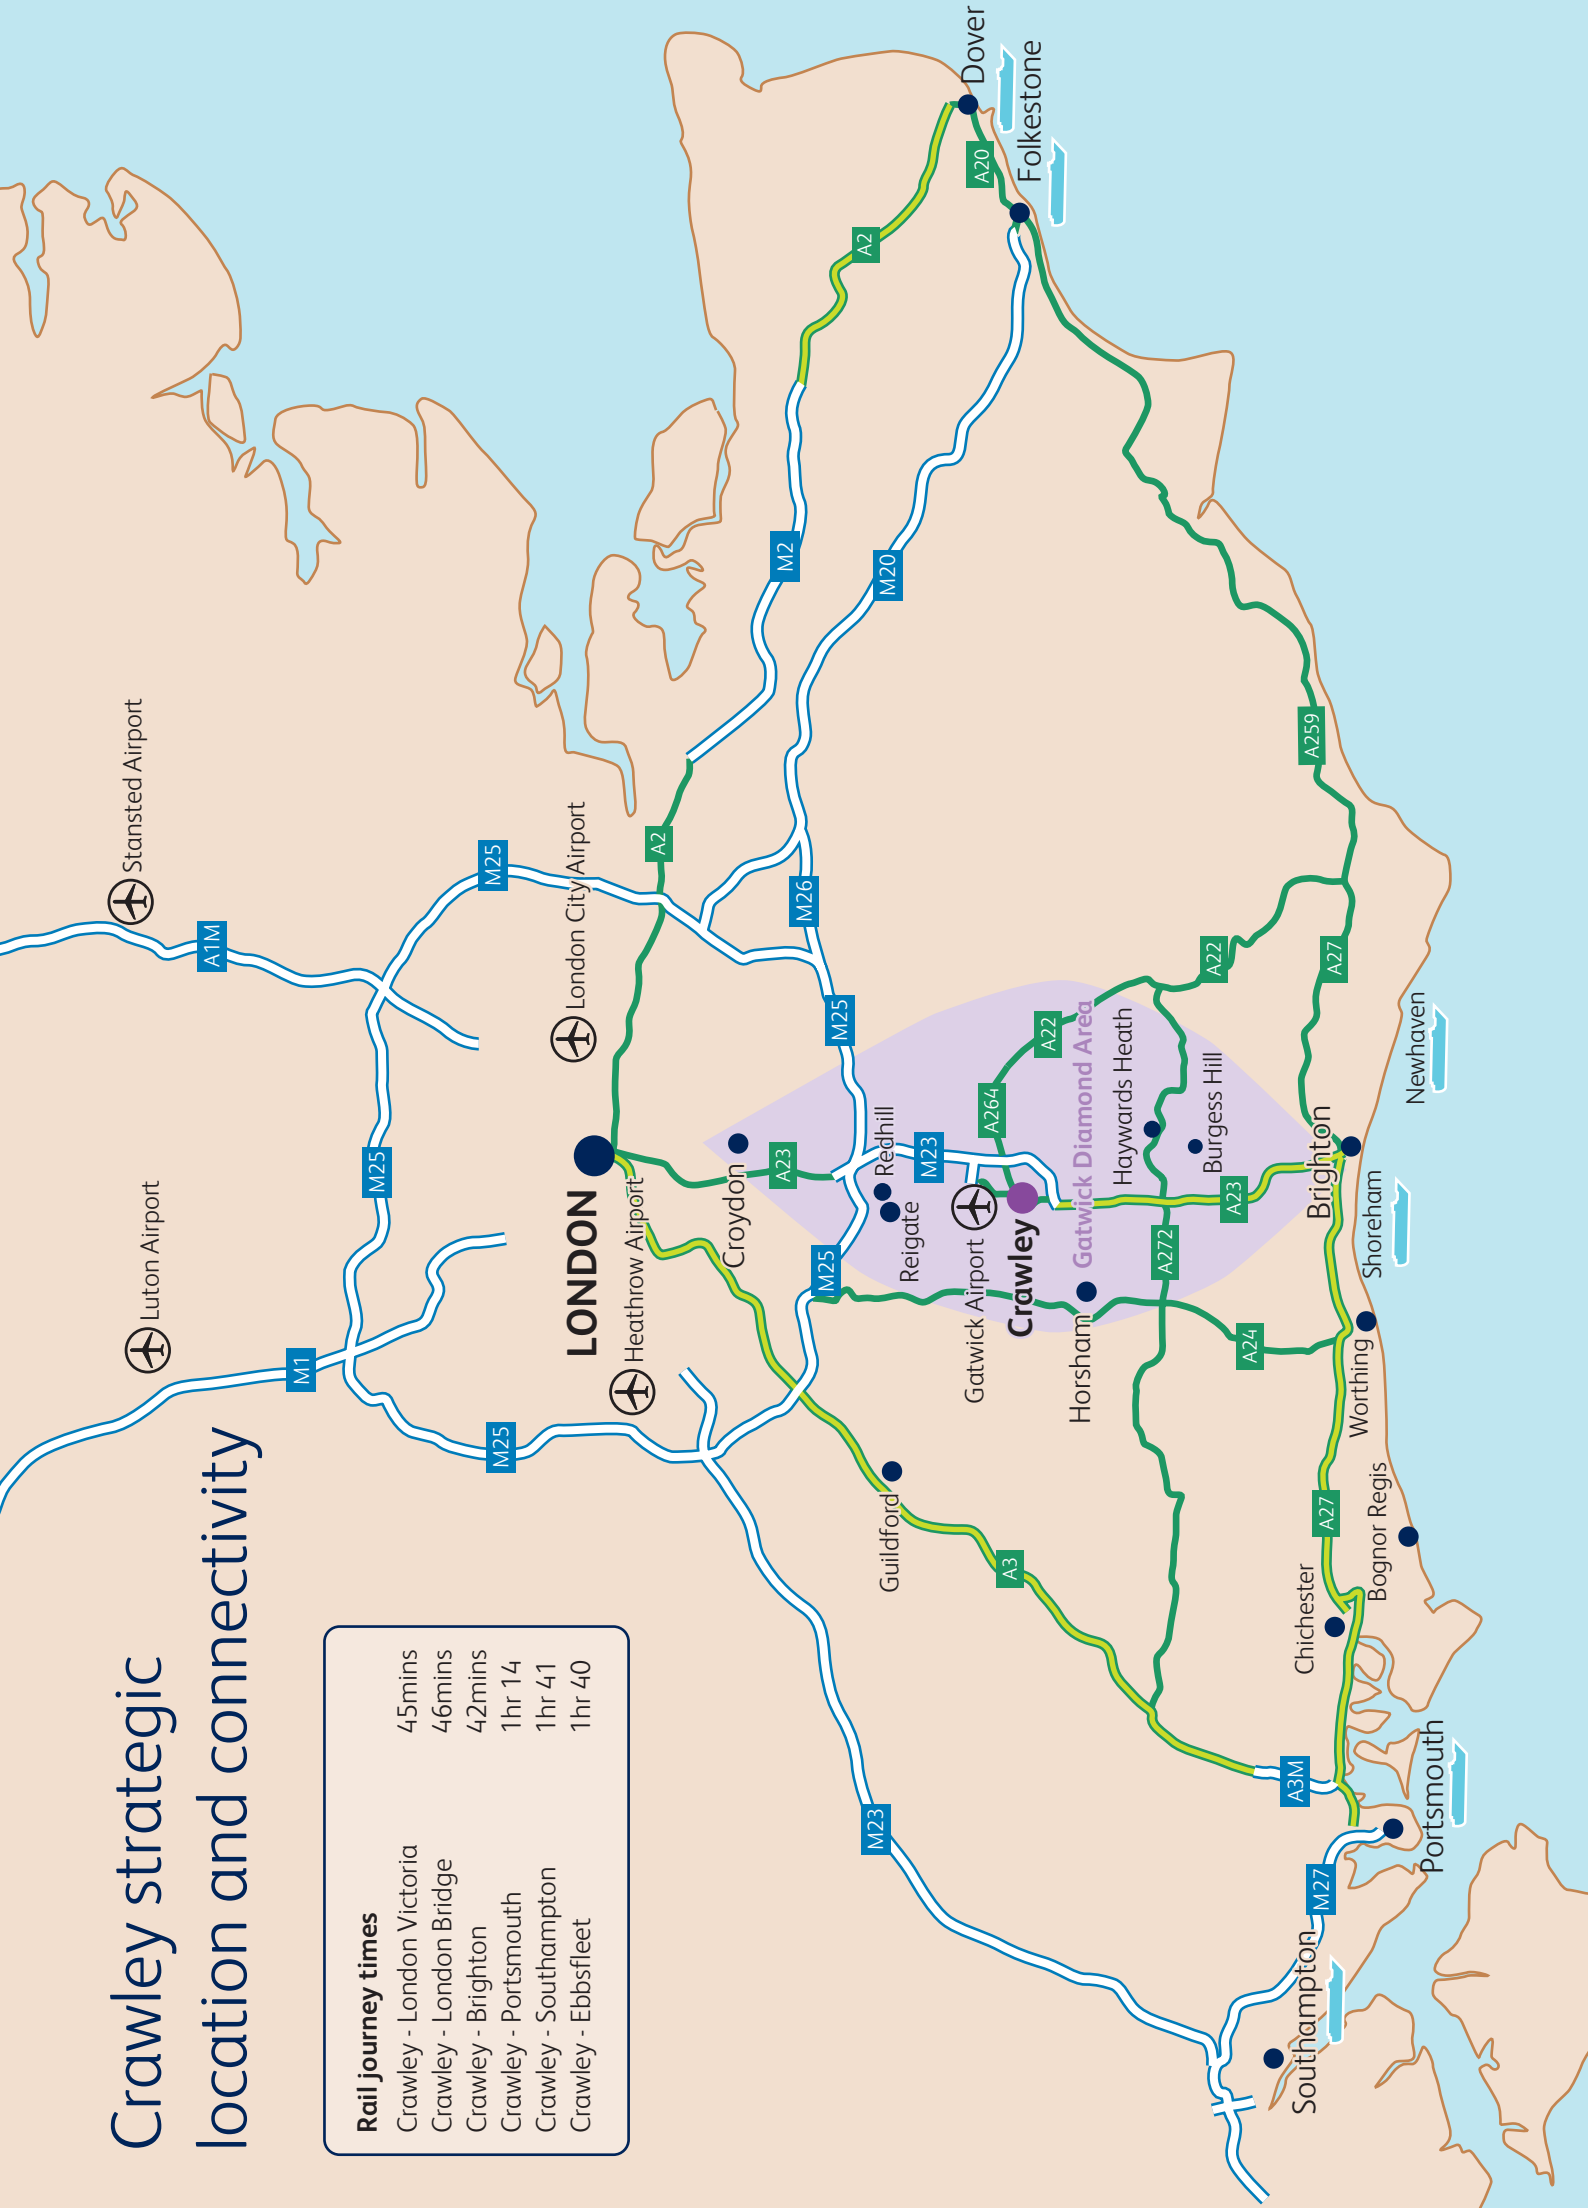 Crawley strategic
location and connectivity
Rail journey times
Crawley - London Victoria 45mins
Crawley - London Bridge 46mins
Crawley - Brighton 42mins
Crawley - Portsmouth 1hr 14
Crawley - Southampton 1hr 41
Crawley - Ebbsfleet 1hr 40
Luton Airport
Stansted Airport
A1M
M1
M25
M25
M25
London City Airport
LONDON
Heathrow Airport
A2
M2
A2
M20
M26
M25
M25
Croydon
A23
Redhill
Reigate
M23
Guildford
M23
A3
Gatwick Airport
Crawley
A264
A22
Gatwick Diamond Area
Horsham
Haywards Heath
Burgess Hill
A272
A23
A22
A24
A27
A259
Dover
A20
Folkestone
Brighton
Newhaven
Shoreham
Worthing
A27
Bognor Regis
Chichester
A3M
Portsmouth
M27
Southampton